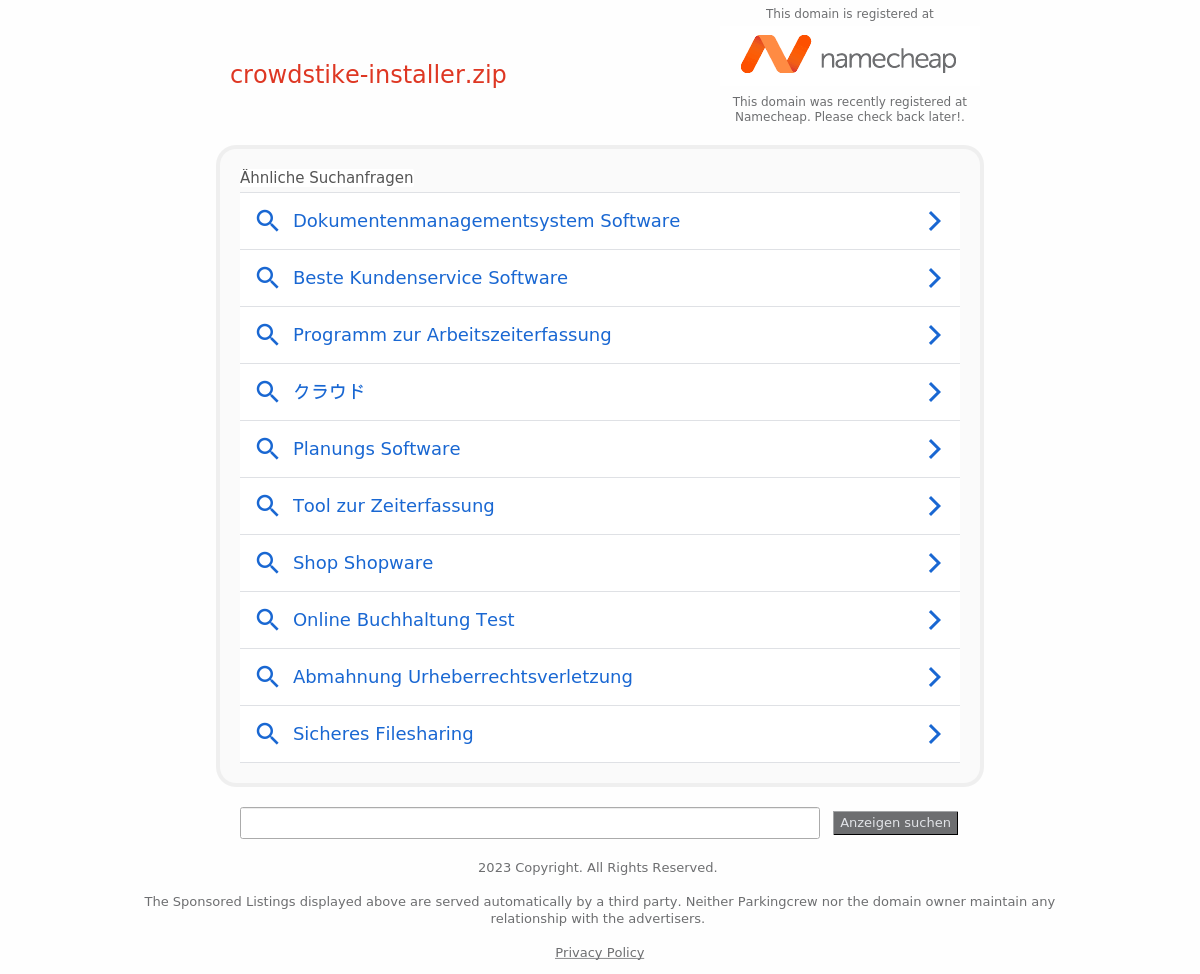 This domain is registered at
crowdstike-installer.zip
namecheap
This domain was recently registered at
Namecheap. Please check back later!.
Ähnliche Suchanfragen
Dokumentenmanagementsystem Software
Beste Kundenservice Software
Programm zur Arbeitszeiterfassung
クラウド
Planungs Software
Tool zur Zeiterfassung
Shop Shopware
Online Buchhaltung Test
Abmahnung Urheberrechtsverletzung
Sicheres Filesharing
Anzeigen suchen
2023 Copyright. All Rights Reserved.
The Sponsored Listings displayed above are served automatically by a third party. Neither Parkingcrew nor the domain owner maintain any
relationship with the advertisers.
Privacy Policy